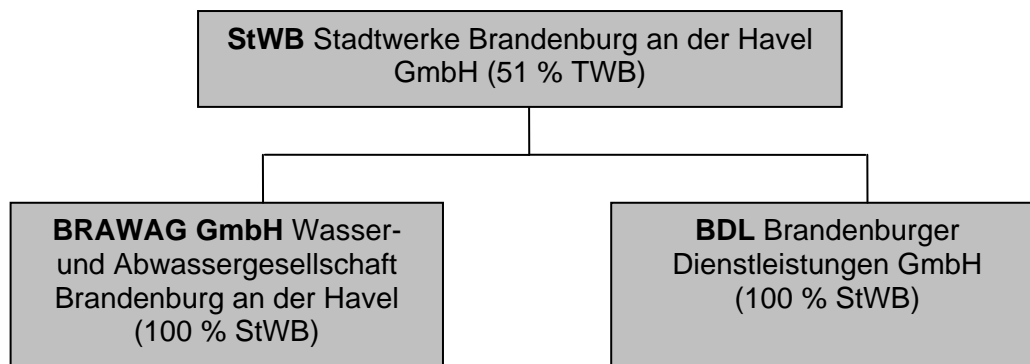 StWB Stadtwerke Brandenburg an der Havel
GmbH (51 % TWB)
BRAWAG GmbH Wasser-
und Abwassergesellschaft
Brandenburg an der Havel
(100 % StWB)
BDL Brandenburger
Dienstleistungen GmbH
(100 % StWB)